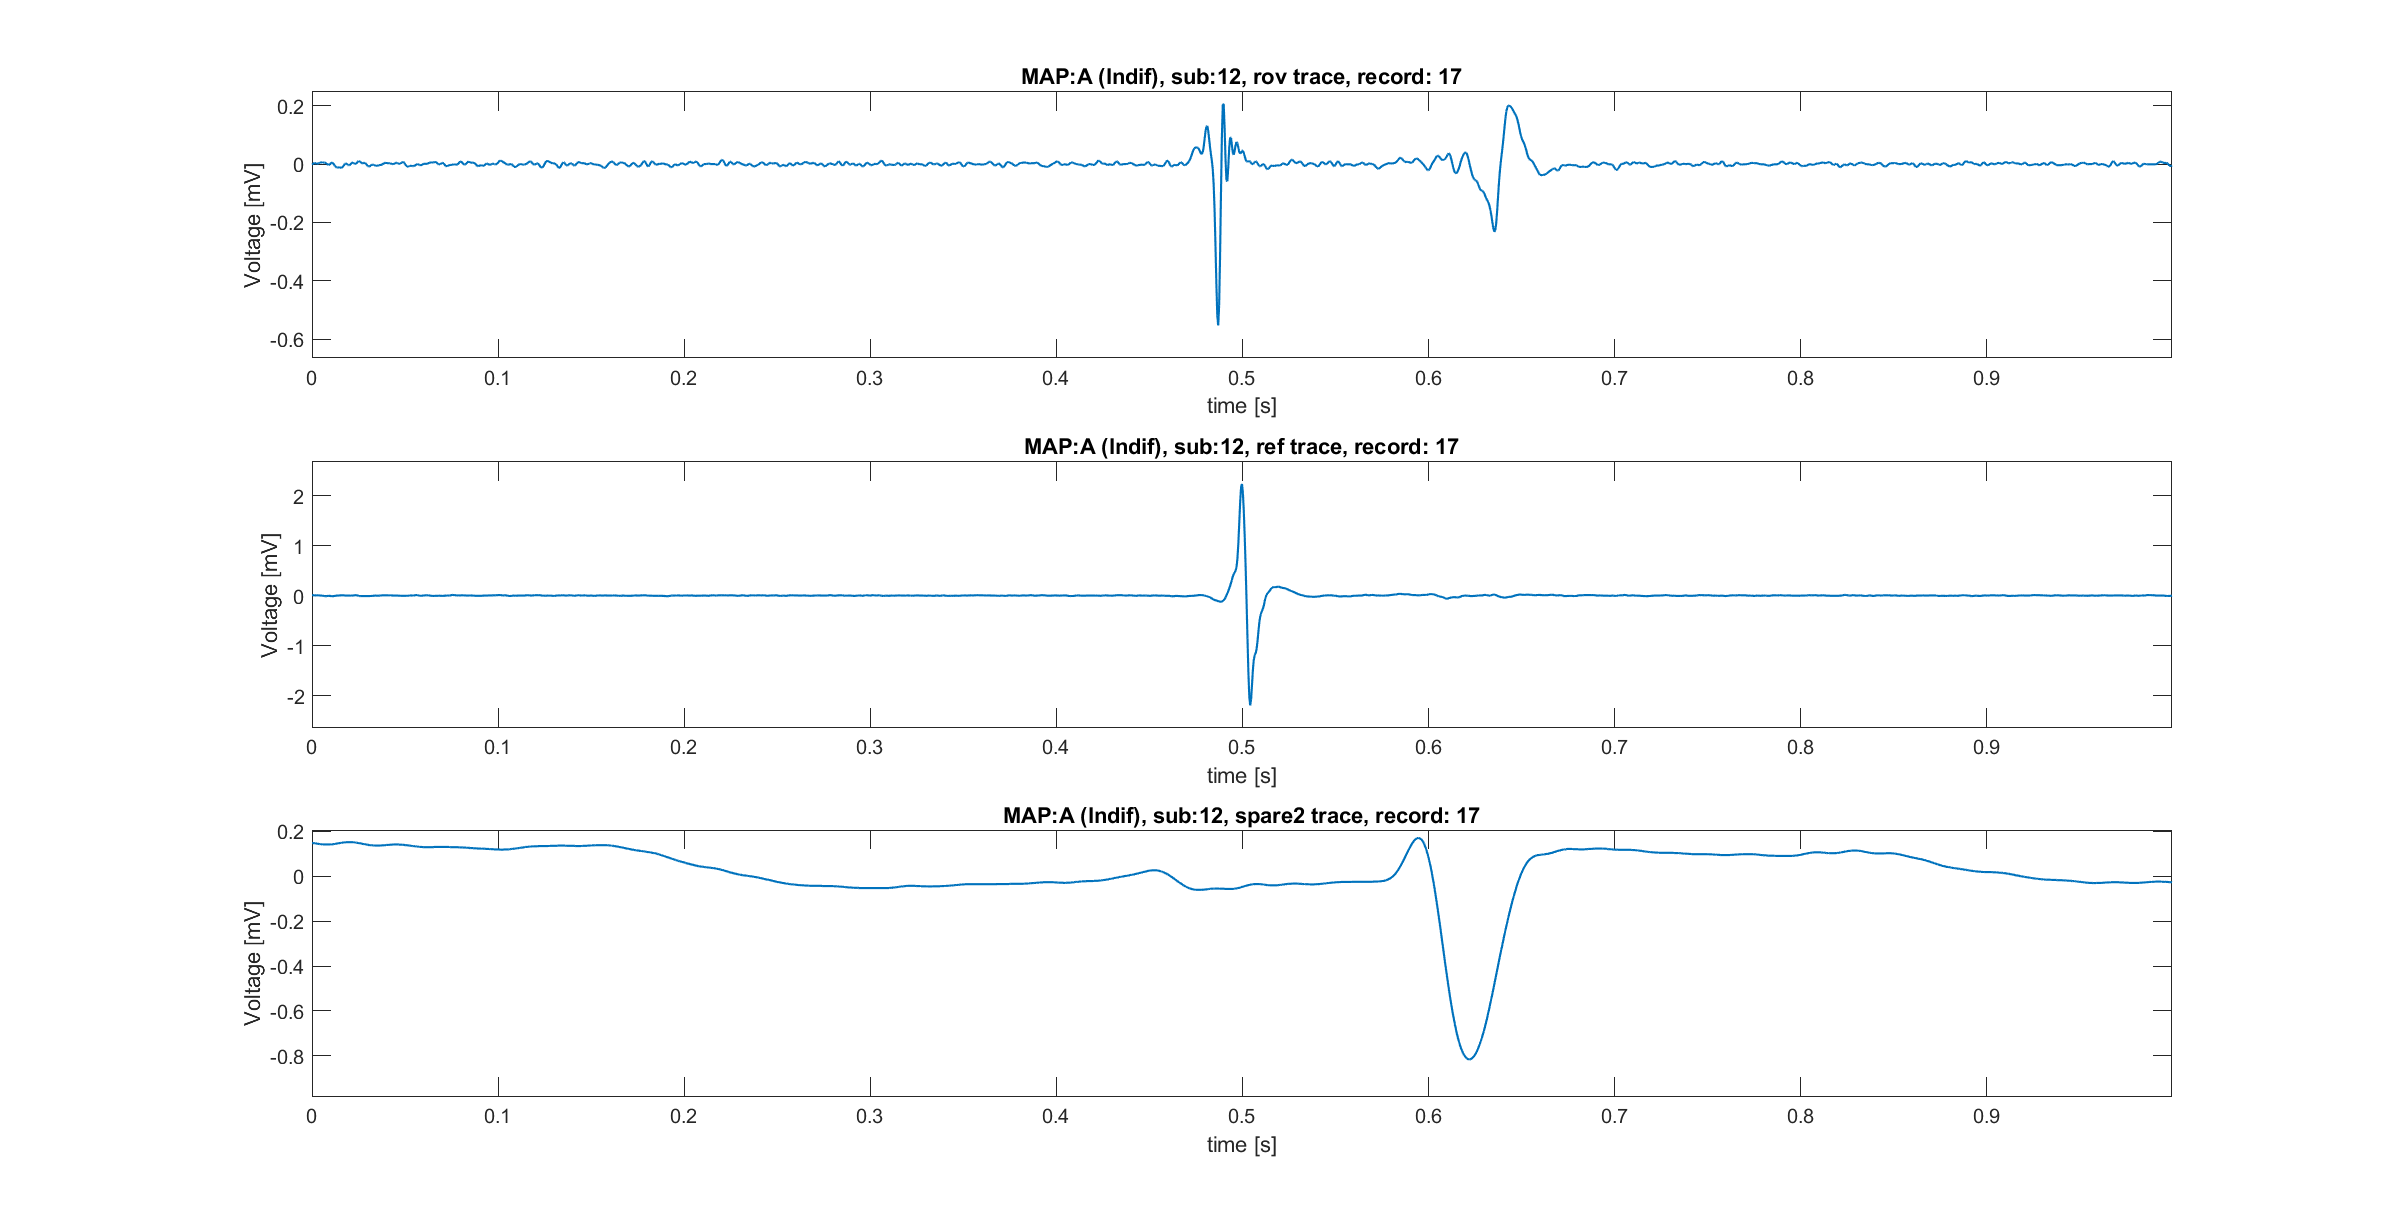 MAP:A (Indif), sub:12, rov trace, record: 17
Voltage [mV]
0.2
0
-0.2
-0.4
-0.6
0 0.1 0.2 0.3 0.4 0.5 0.6 0.7 0.8 0.9
time [s]
MAP:A (Indif), sub:12, ref trace, record: 17
Voltage [mV]
2
1
0
-1
-2
0 0.1 0.2 0.3 0.4 0.5 0.6 0.7 0.8 0.9
time [s]
MAP:A (Indif), sub:12, spare2 trace, record: 17
Voltage [mV]
0.2
0
-0.2
-0.4
-0.6
-0.8
0 0.1 0.2 0.3 0.4 0.5 0.6 0.7 0.8 0.9
time [s]